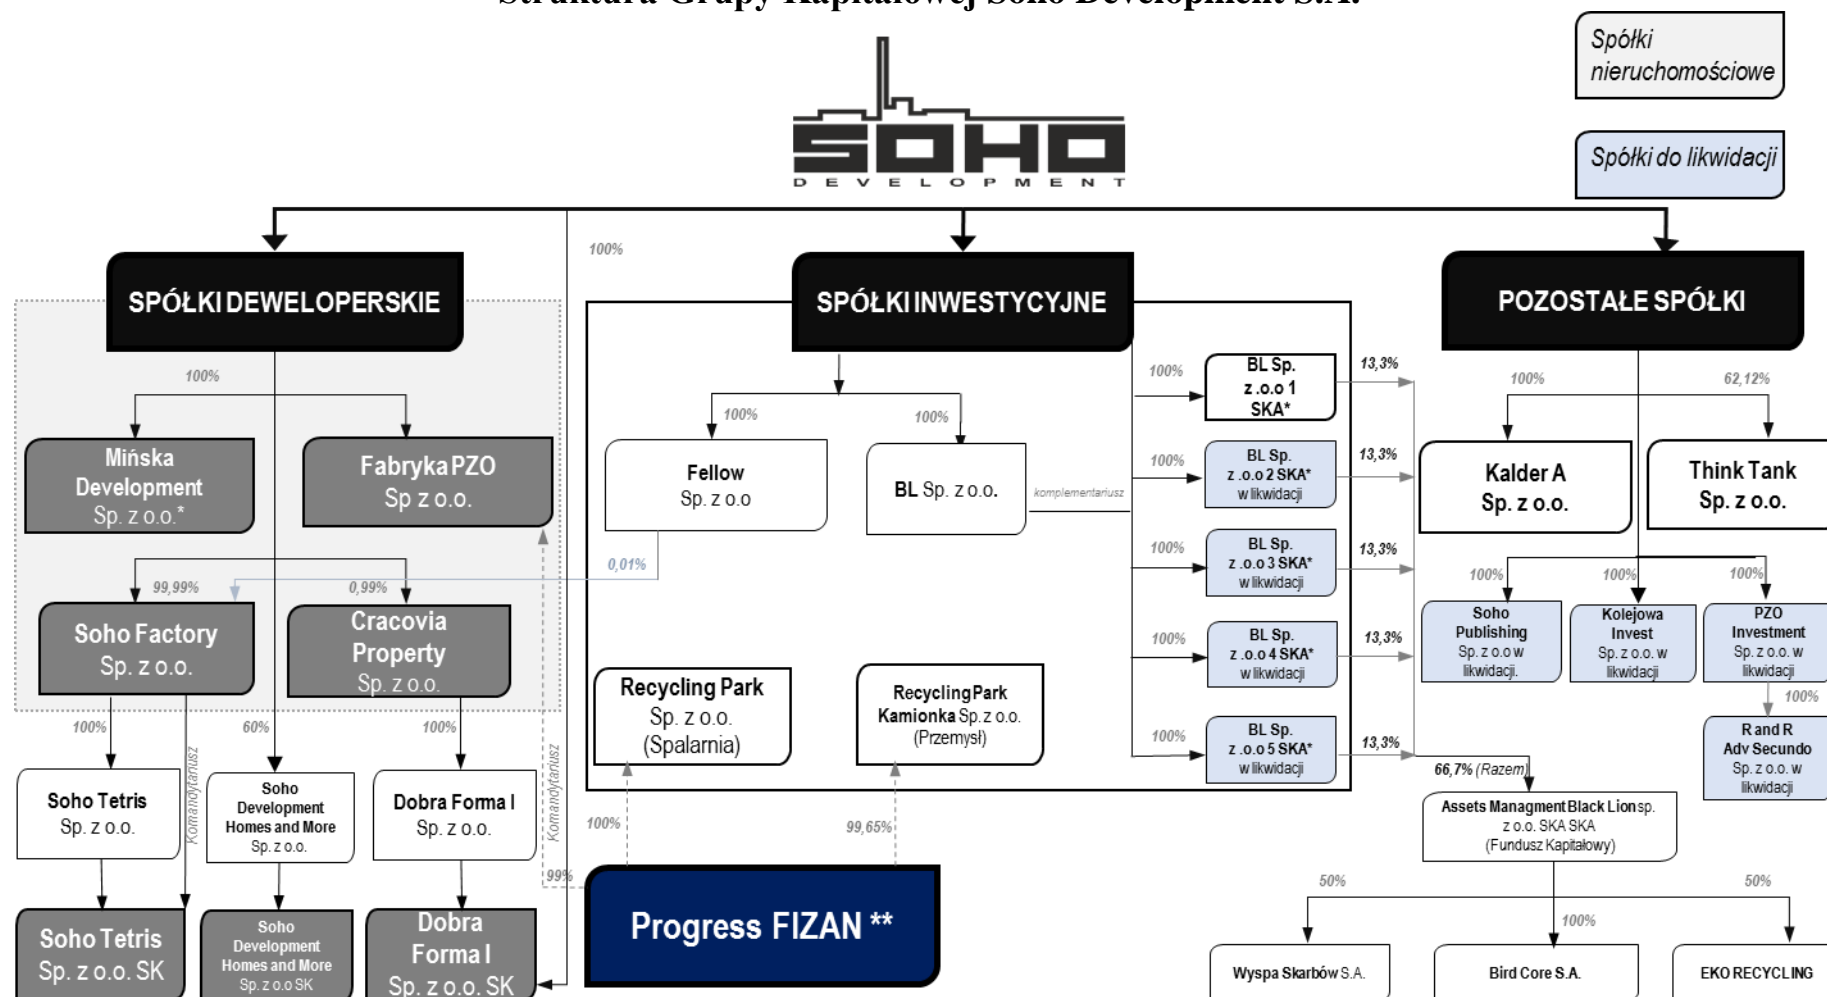 Struktura Grupy Kapitałowej Soho Development S.A.
Spółki
nieruchomościowe
Spółki do likwidacji
SOHO
DEVELOPMENT
100%
SPÓŁKI DEWELOPERSKIE
SPÓŁKI INWESTYCYJNE
POZOSTAŁE SPÓŁKI
100%
Mińska
Development
Sp. z o.o.*
Fabryka PZO
Sp z o.o.
99,99%
0,99%
Soho Factory
Sp. z o.o.
Cracovia
Property
Sp. z o.o.
100%
60%
100%
Komandytariusz
Komandytariusz
Soho Tetris
Sp. z o.o.
Soho
Development
Homes and More
Sp. z o.o.
Dobra Forma I
Sp. z o.o.
99%
Soho Tetris
Sp. z o.o. SK
Soho
Development
Homes and More
Sp. z o.o SK
Dobra
Forma I
Sp. z o.o. SK
100%
100%
Fellow
Sp. z o.o
BL Sp. z o.o.
komplementariusz
0,01%
Recycling Park
Sp. z o.o.
(Spalarnia)
Recycling Park
Kamionka Sp. z o.o.
(Przemysł)
100%
99,65%
Progress FIZAN **
100%
BL Sp.
z .o.o 1
SKA*
13,3%
100%
BL Sp.
z .o.o 2 SKA*
w likwidacji
13,3%
100%
BL Sp.
z .o.o 3 SKA*
w likwidacji
13,3%
100%
BL Sp.
z .o.o 4 SKA*
w likwidacji
13,3%
100%
BL Sp.
z .o.o 5 SKA*
w likwidacji
13,3%
100%
62,12%
Kalder A
Sp. z o.o.
Think Tank
Sp. z o.o.
100%
100%
100%
Soho
Publishing
Sp. z o.o w
likwidacji.
Kolejowa
Invest
Sp. z o.o. w
likwidacji
PZO
Investment
Sp. z o.o. w
likwidacji
100%
R and R
Adv Secundo
Sp. z o.o. w
likwidacji
66,7% (Razem)
Assets Managment Black Lion sp.
z o.o. SKA SKA
(Fundusz Kapitałowy)
50%
100%
50%
Wyspa Skarbów S.A.
Bird Core S.A.
EKO RECYCLING